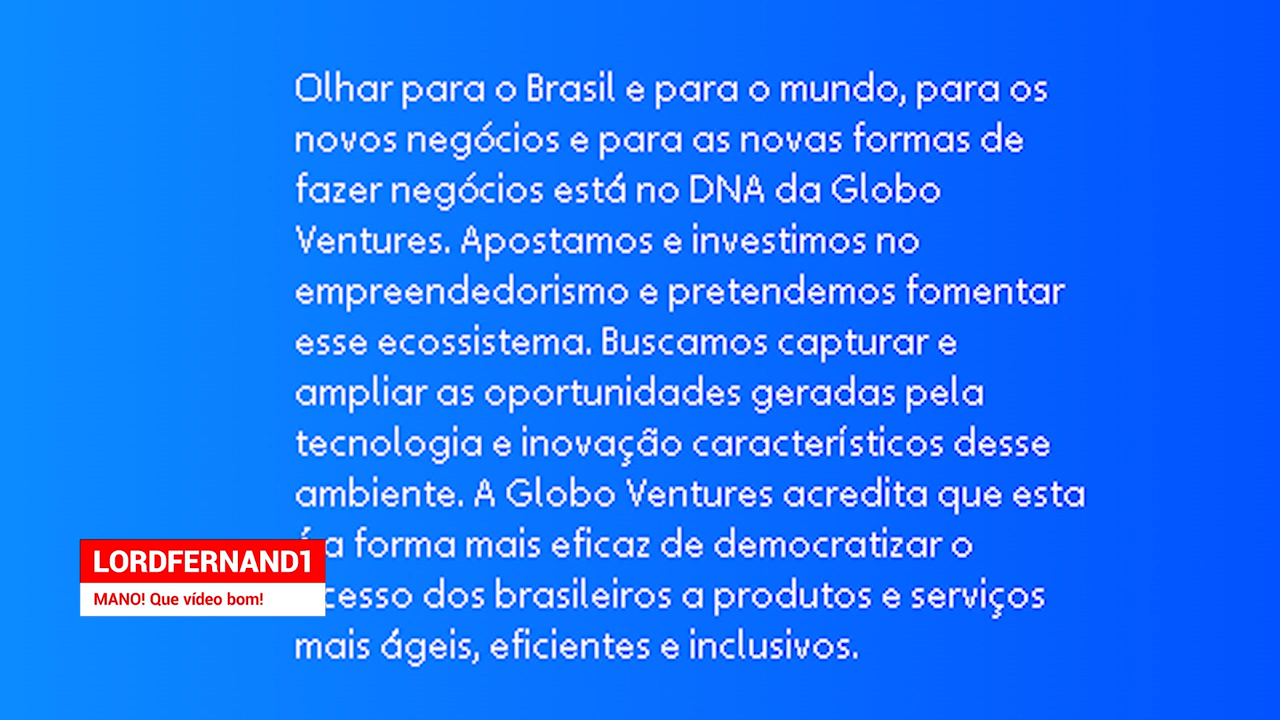 Olhar para o Brasil e para o mundo, para os
novos negócios e para as novas formas de
fazer negócios está no DNA da Globo
Ventures. Apostamos e investimos no
empreendedorismo e pretendemos fomentar
esse ecossistema. Buscamos capturar e
ampliar as oportunidades geradas pela
tecnologia e inovação característicos desse
ambiente. A Globo Ventures acredita que esta
é a forma mais eficaz de democratizar o
cesso dos brasileiros a produtos e serviços
mais ágeis, eficientes e inclusivos.
LORDFERNAND1
MANO! Que vídeo bom!